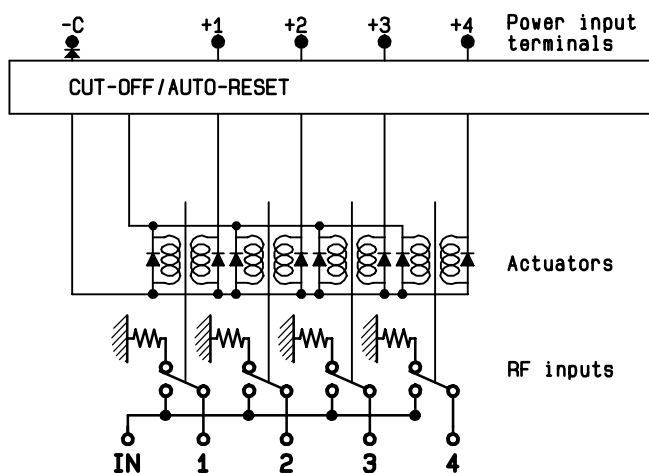 -C +1 +2 +3 +4 Power input
terminals
CUT-OFF/AUTO-RESET
Actuators
RF inputs
IN 1 2 3 4